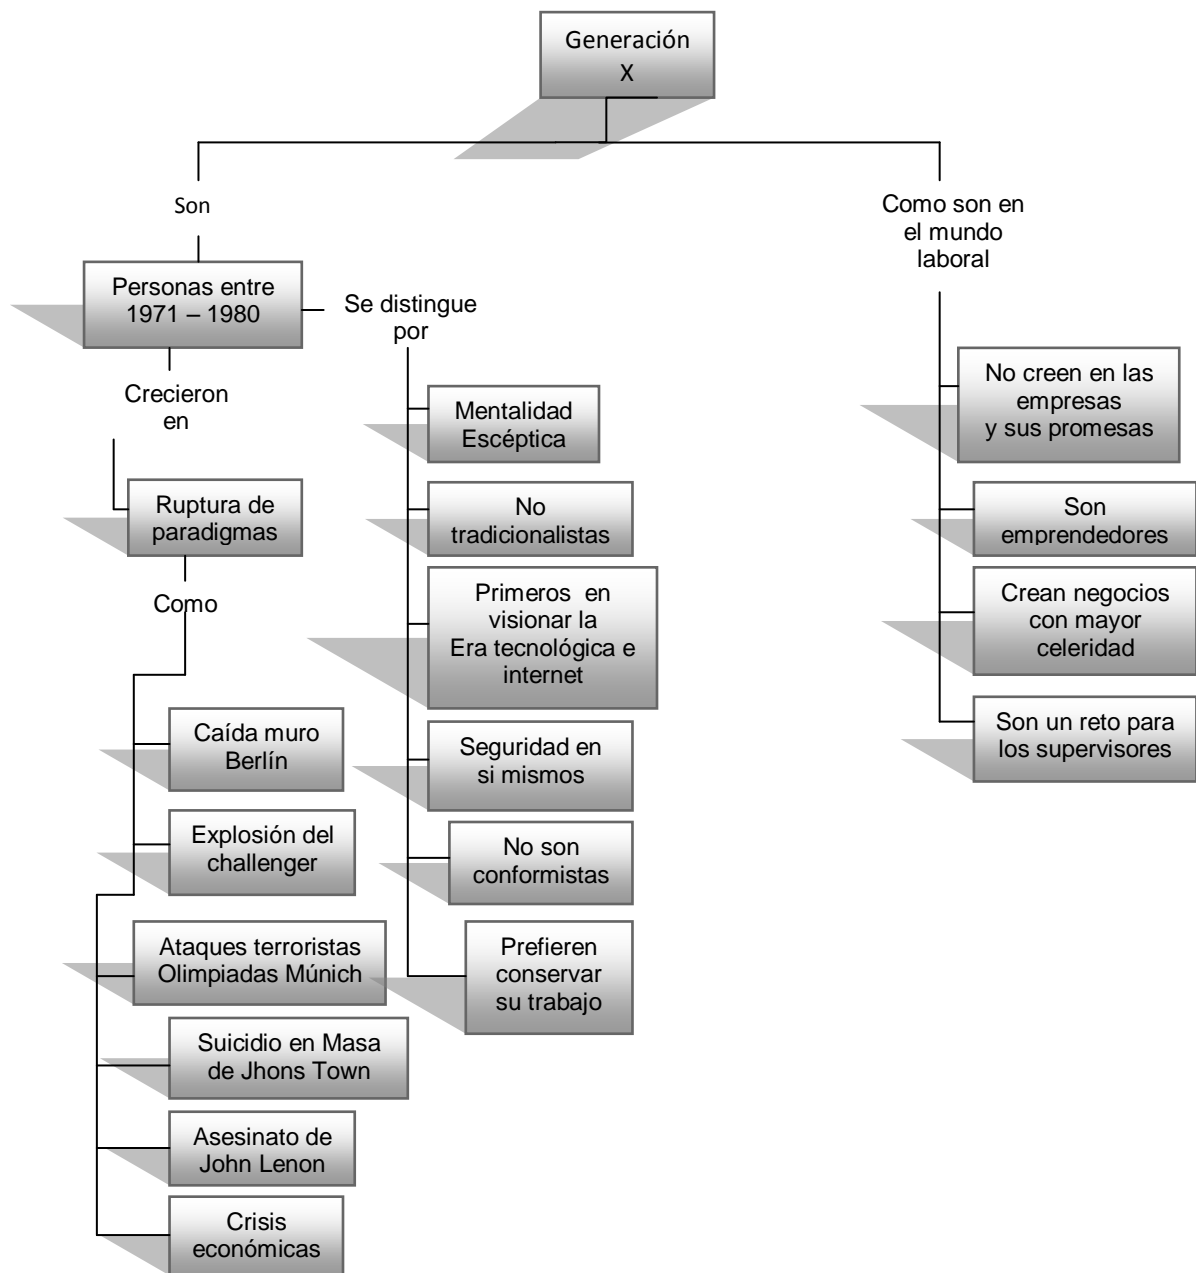 Generación
X
Son
Personas entre
1971 – 1980
Crecieron
en
Ruptura de
paradigmas
Como
Caída muro
Berlín
Explosión del
challenger
Ataques terroristas
Olimpiadas Múnich
Suicidio en Masa
de Jhons Town
Asesinato de
John Lenon
Crisis
económicas
Se distingue
por
Mentalidad
Escéptica
No
tradicionalistas
Primeros en
visionar la
Era tecnológica e
internet
Seguridad en
si mismos
No son
conformistas
Prefieren
conservar
su trabajo
Como son en
el mundo
laboral
No creen en las
empresas
y sus promesas
Son
emprendedores
Crean negocios
con mayor
celeridad
Son un reto para
los supervisores